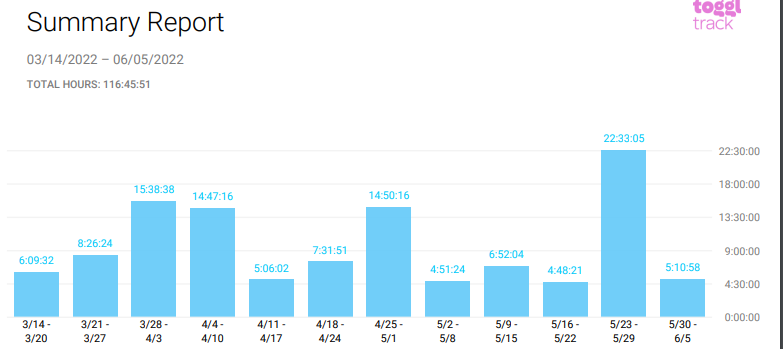 Summary Report
toggl
track
03/14/2022 – 06/05/2022
TOTAL HOURS: 116:45:51
22:33:05
22:30:00
15:38:38
14:47:16
14:50:16
18:00:00
13:30:00
8:26:24
7:31:51
9:00:00
6:09:32
5:06:02
4:51:24
6:52:04
4:48:21
5:10:58
4:30:00
0:00:00
3/14 - 3/21 - 3/28 - 4/4 - 4/11 - 4/18 - 4/25 - 5/2 - 5/9 - 5/16 - 5/23 - 5/30 -
3/20 3/27 4/3 4/10 4/17 4/24 5/1 5/8 5/15 5/22 5/29 6/5